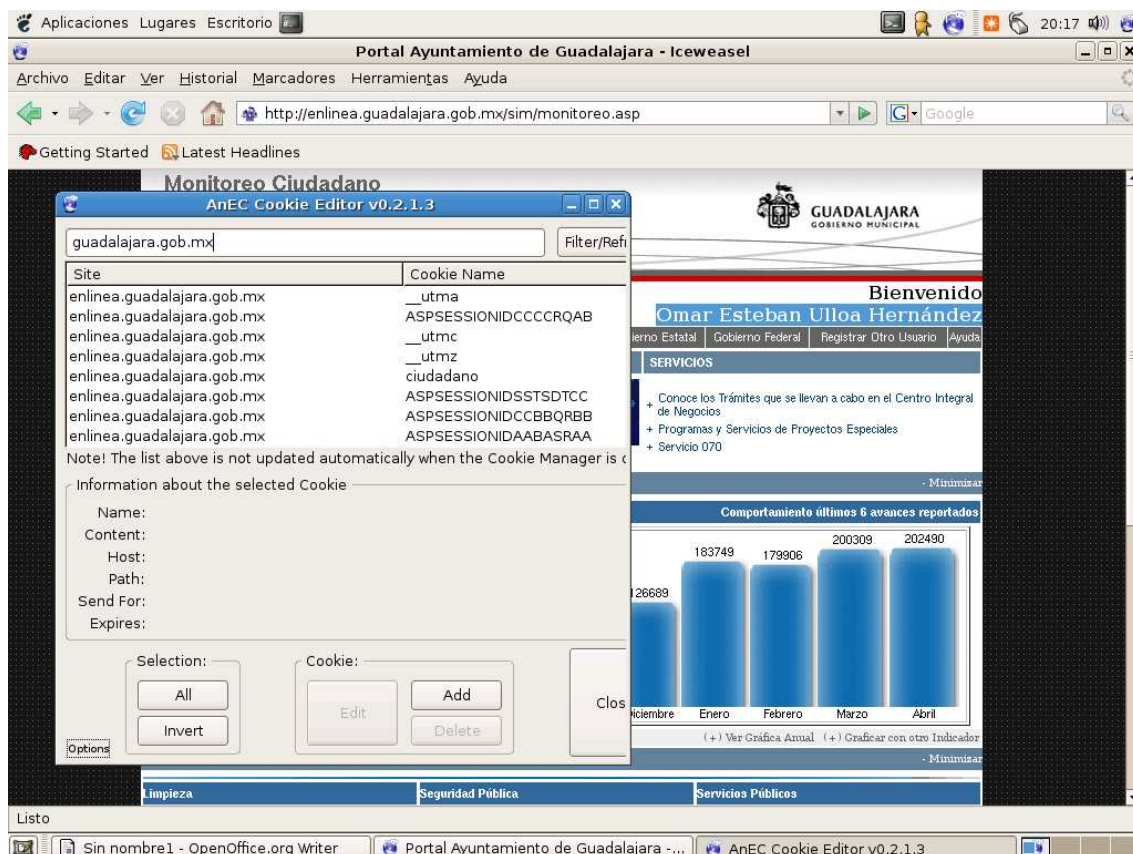 Aplicaciones Lugares Escritorio 20:17
Portal Ayuntamiento de Guadalajara - Iceweasel
Archivo Editar Ver Historial Marcadores Herramientas Ayuda
http://enlinea.guadalajara.gob.mx/sim/monitoreo.asp G Google
Getting Started Latest Headlines
Monitoreo Ciudadano
GUADALAJARA
GOBIERNO MUNICIPAL
Bienvenido
Omar Esteban Ulloa Hernández
ierno Estatal Gobierno Federal Registrar Otro Usuario Ayuda
SERVICIOS
+ Conoce los Trámites que se llevan a cabo en el Centro Integral
de Negocios
+ Programas y Servicios de Proyectos Especiales
+ Servicio 070
- Minimizar
Comportamiento últimos 6 avances reportados
126689 183749 179906 200309 202490
iciembre Enero Febrero Marzo Abril
(+) Ver Gráfica Anual (+) Graficar con otro Indicador
- Minimizar
Limpieza Seguridad Pública Servicios Públicos
AnEC Cookie Editor v0.2.1.3
guadalajara.gob.mx Filter/Refr
Site Cookie Name
enlinea.guadalajara.gob.mx __utma
enlinea.guadalajara.gob.mx ASPSESSIONIDCCCCRQAB
enlinea.guadalajara.gob.mx __utmc
enlinea.guadalajara.gob.mx __utmz
enlinea.guadalajara.gob.mx ciudadano
enlinea.guadalajara.gob.mx ASPSESSIONIDSSTSDTCC
enlinea.guadalajara.gob.mx ASPSESSIONIDCCBBQRBB
enlinea.guadalajara.gob.mx ASPSESSIONIDAABASRAA
Note! The list above is not updated automatically when the Cookie Manager is c
Information about the selected Cookie
Name:
Content:
Host:
Path:
Send For:
Expires:
Selection: Cookie:
All Edit Add Clos
Invert Delete
Options
Listo
Sin nombre1 - OpenOffice.org Writer Portal Ayuntamiento de Guadalajara -... AnEC Cookie Editor v0.2.1.3